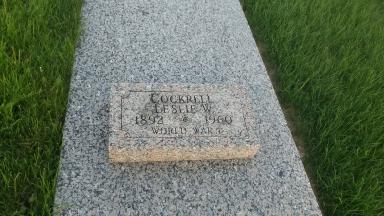 COCKRELL
LESLIE W.
1892 * 1960
WORLD WAR I